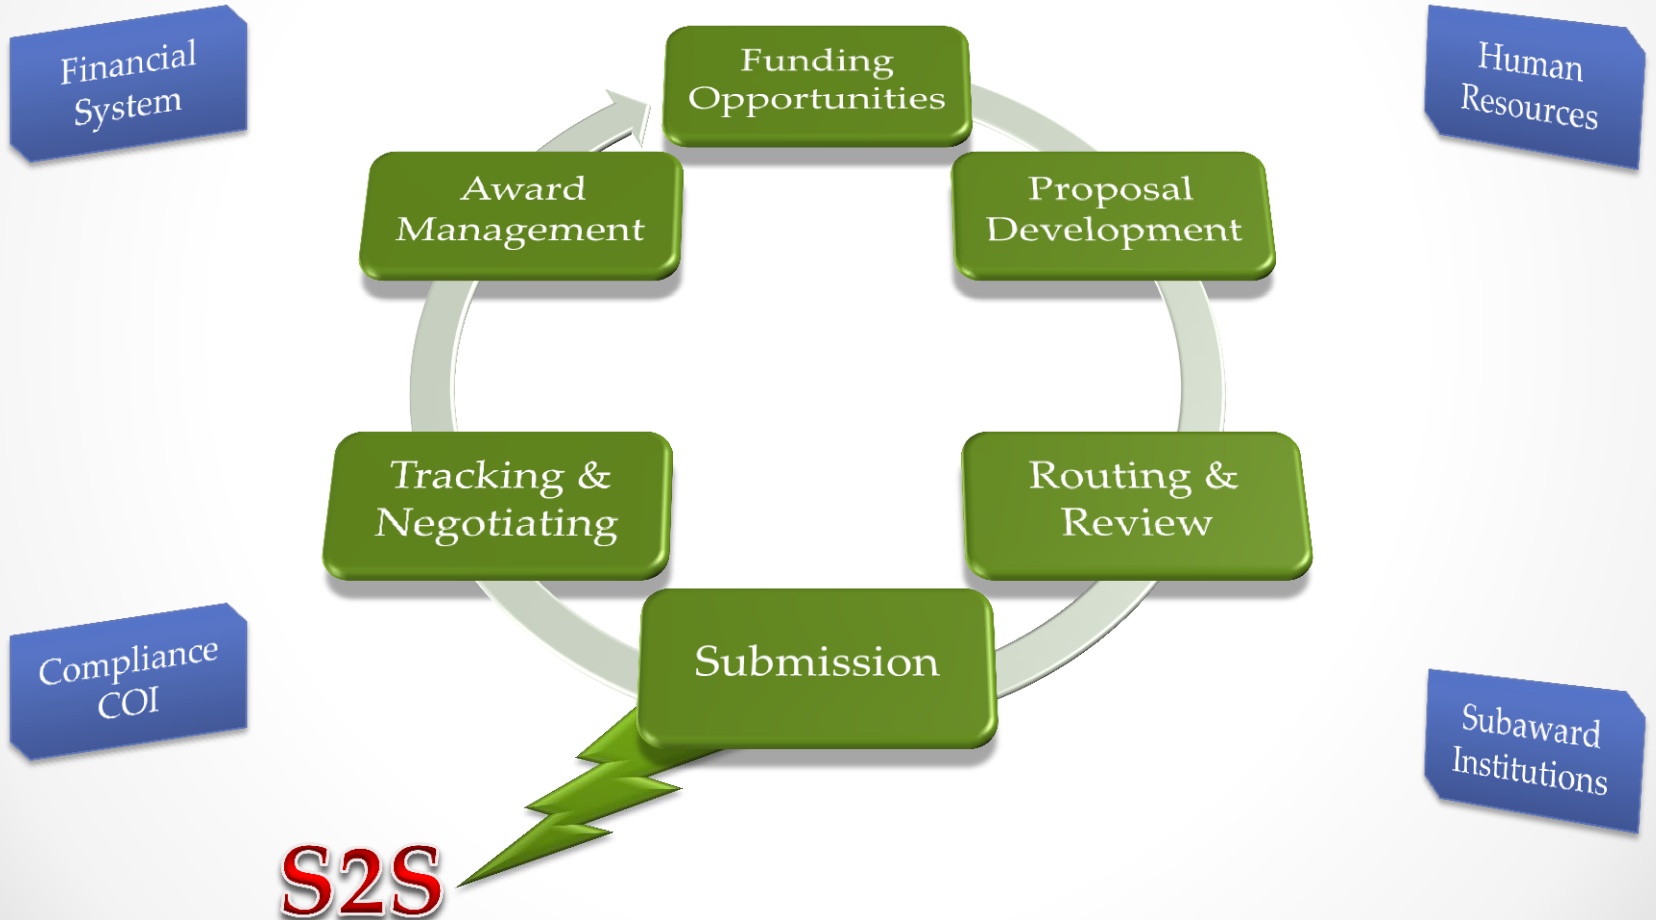 Financial
System
Funding
Opportunities
Human
Resources
Award
Management
Proposal
Development
Tracking &
Negotiating
Routing &
Review
Compliance
COI
Submission
Subaward
Institutions
S2S